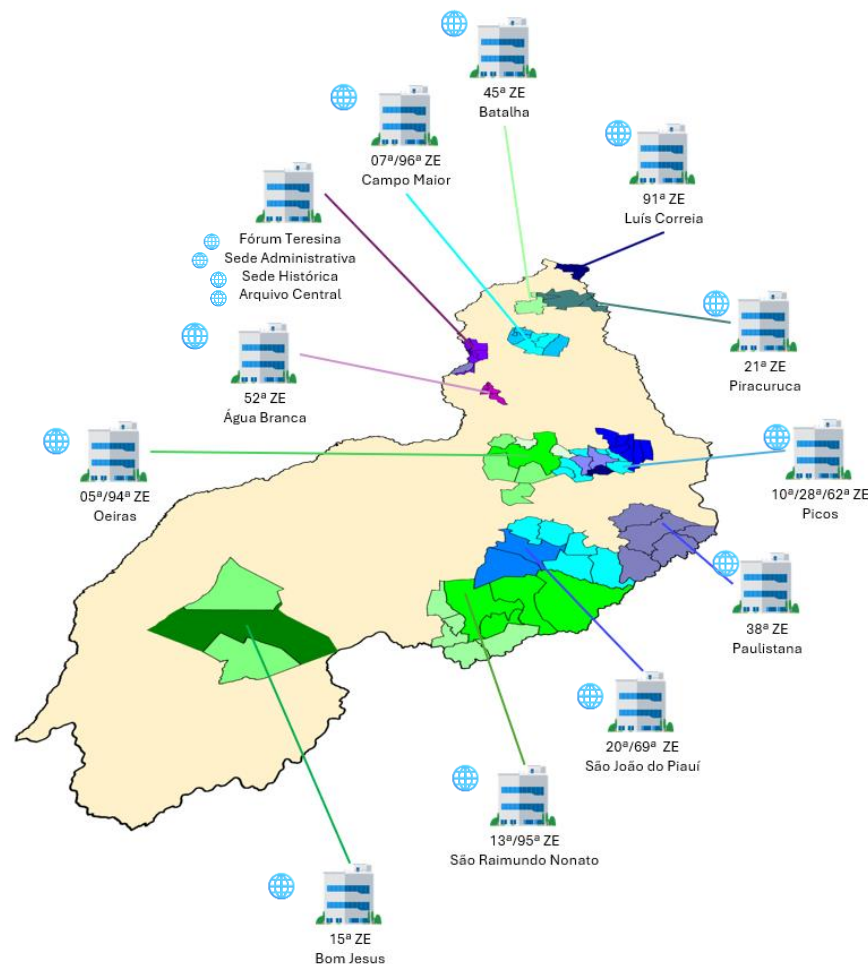 45ª ZE
Batalha
07ª/96ª ZE
Campo Maior
91ª ZE
Luís Correia
Fórum Teresina
Sede Administrativa
Sede Histórica
Arquivo Central
21ª ZE
Piracuruca
52ª ZE
Água Branca
05ª/94ª ZE
Oeiras
10ª/28ª/62ª ZE
Picos
38ª ZE
Paulistana
20ª/69ª ZE
São João do Piauí
13ª/95ª ZE
São Raimundo Nonato
15ª ZE
Bom Jesus